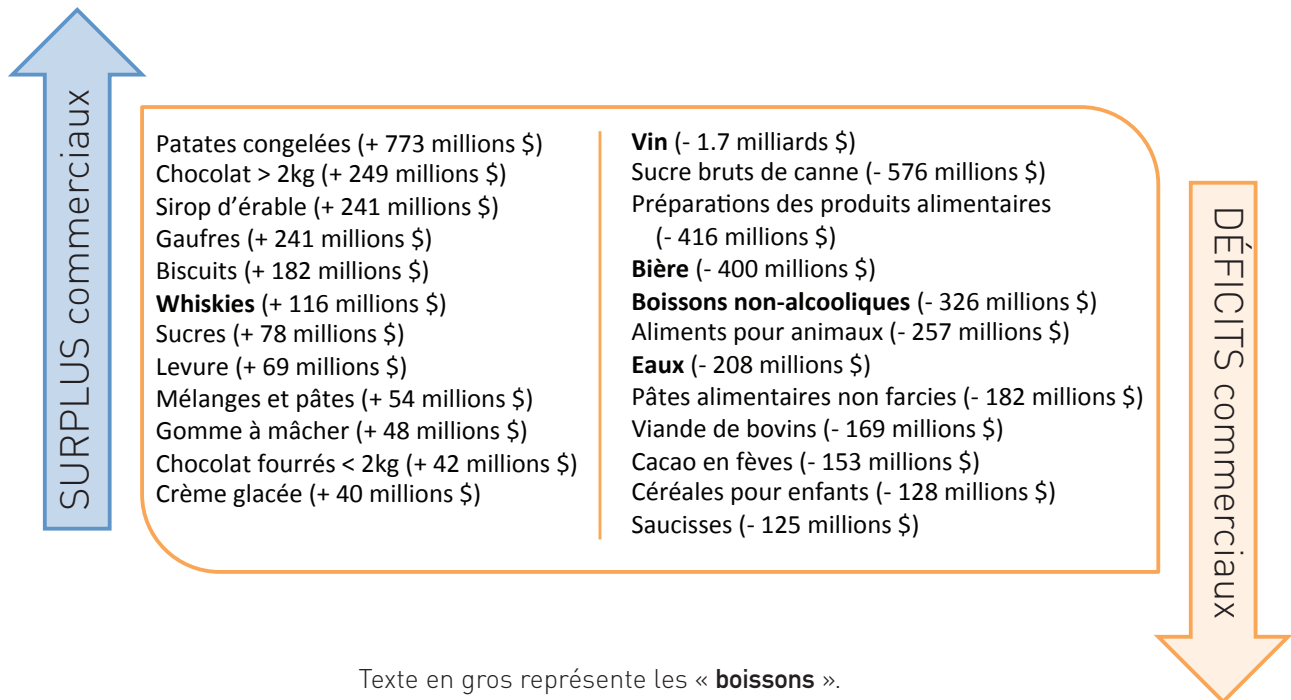 SURPLUS commerciaux
Patates congelées (+ 773 millions $)
Chocolat > 2kg (+ 249 millions $)
Sirop d'érable (+ 241 millions $)
Gaufres (+ 241 millions $)
Biscuits (+ 182 millions $)
Whiskies (+ 116 millions $)
Sucres (+ 78 millions $)
Levure (+ 69 millions $)
Mélanges et pâtes (+ 54 millions $)
Gomme à mâcher (+ 48 millions $)
Chocolat fourrés < 2kg (+ 42 millions $)
Crème glacée (+ 40 millions $)
Vin (- 1.7 milliards $)
Sucre bruts de canne (- 576 millions $)
Préparations des produits alimentaires
(- 416 millions $)
Bière (- 400 millions $)
Boissons non-alcooliques (- 326 millions $)
Aliments pour animaux (- 257 millions $)
Eaux (- 208 millions $)
Pâtes alimentaires non farcies (- 182 millions $)
Viande de bovins (- 169 millions $)
Cacao en fèves (- 153 millions $)
Céréales pour enfants (- 128 millions $)
Saucisses (- 125 millions $)
DÉFICITS commerciaux
Texte en gros représente les « boissons ».